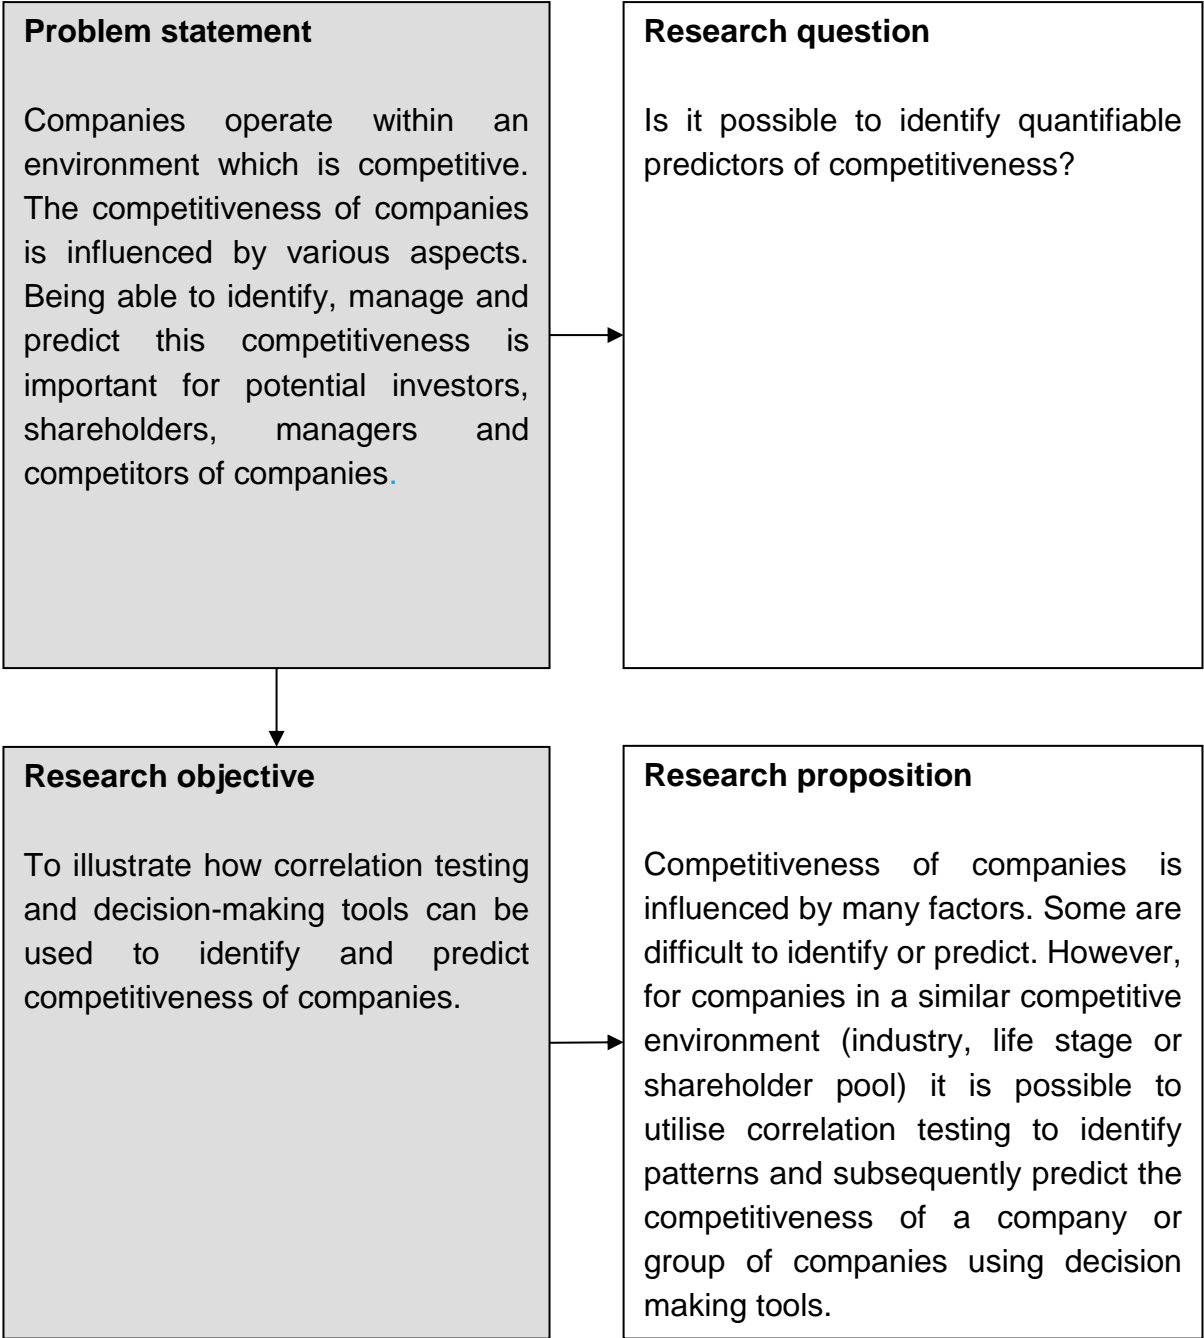 Problem statement
Companies operate within an
environment which is competitive.
The competitiveness of companies
is influenced by various aspects.
Being able to identify, manage and
predict this competitiveness is
important for potential investors,
shareholders, managers and
competitors of companies.
Research question
Is it possible to identify quantifiable
predictors of competitiveness?
Research objective
To illustrate how correlation testing
and decision-making tools can be
used to identify and predict
competitiveness of companies.
Research proposition
Competitiveness of companies is
influenced by many factors. Some are
difficult to identify or predict. However,
for companies in a similar competitive
environment (industry, life stage or
shareholder pool) it is possible to
utilise correlation testing to identify
patterns and subsequently predict the
competitiveness of a company or
group of companies using decision
making tools.